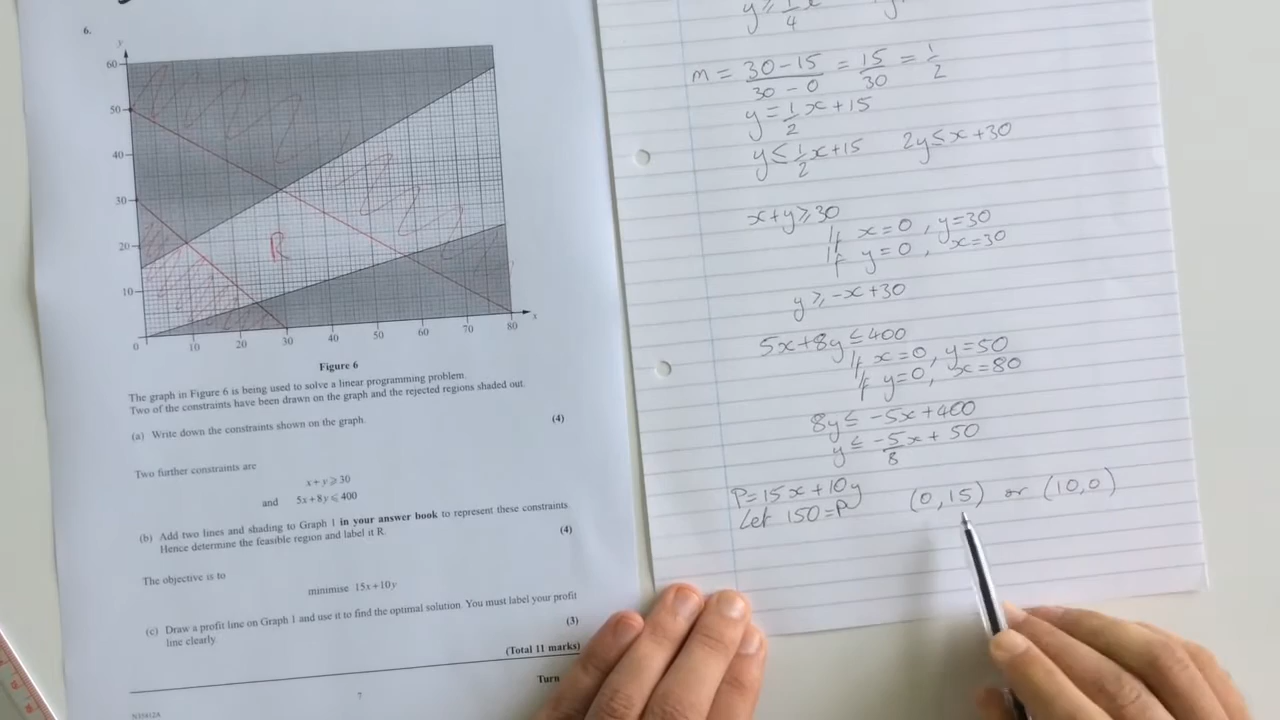 6.
y
60
50
40
30
20
10
R
0
10
20
30
40
50
60
70
80
x
Figure 6
The graph in Figure 6 is being used to solve a linear programming problem.
Two of the constraints have been drawn on the graph and the rejected regions shaded out.
(a) Write down the constraints shown on the graph.
(4)
Two further constraints are
x + y ⩾ 30
and 5x + 8y ⩽ 400
(b) Add two lines and shading to Graph 1 in your answer book to represent these constraints.
Hence determine the feasible region and label it R.
(4)
The objective is to
minimise 15x + 10y
(c) Draw a profit line on Graph 1 and use it to find the optimal solution. You must label your profit
line clearly.
(3)
(Total 11 marks)
Turn
7
N35412A
m = 30 - 15 / 30 - 0 = 15/30 = 1/2
y = 1/2 x + 15
y ≤ 1/2 x + 15 2y ≤ x + 30
x + y ⩾ 30
If x = 0, y = 30
If y = 0, x = 30
y ⩾ -x + 30
5x + 8y ≤ 400
If x = 0, y = 50
If y = 0, x = 80
8y ≤ -5x + 400
y ≤ -5/8 x + 50
P = 15x + 10y (0, 15) or (10, 0)
Let 150 = P